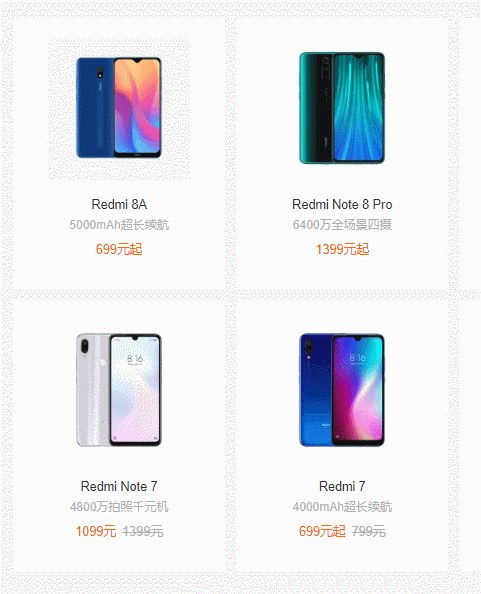 Redmi 8A
5000mAh超长续航
699元起
Redmi Note 8 Pro
6400万全场景四摄
1399元起
8:16
Redmi Note 7
4800万拍照千元机
1099元 1399元
8:16
Redmi 7
4000mAh超长续航
699元起 799元